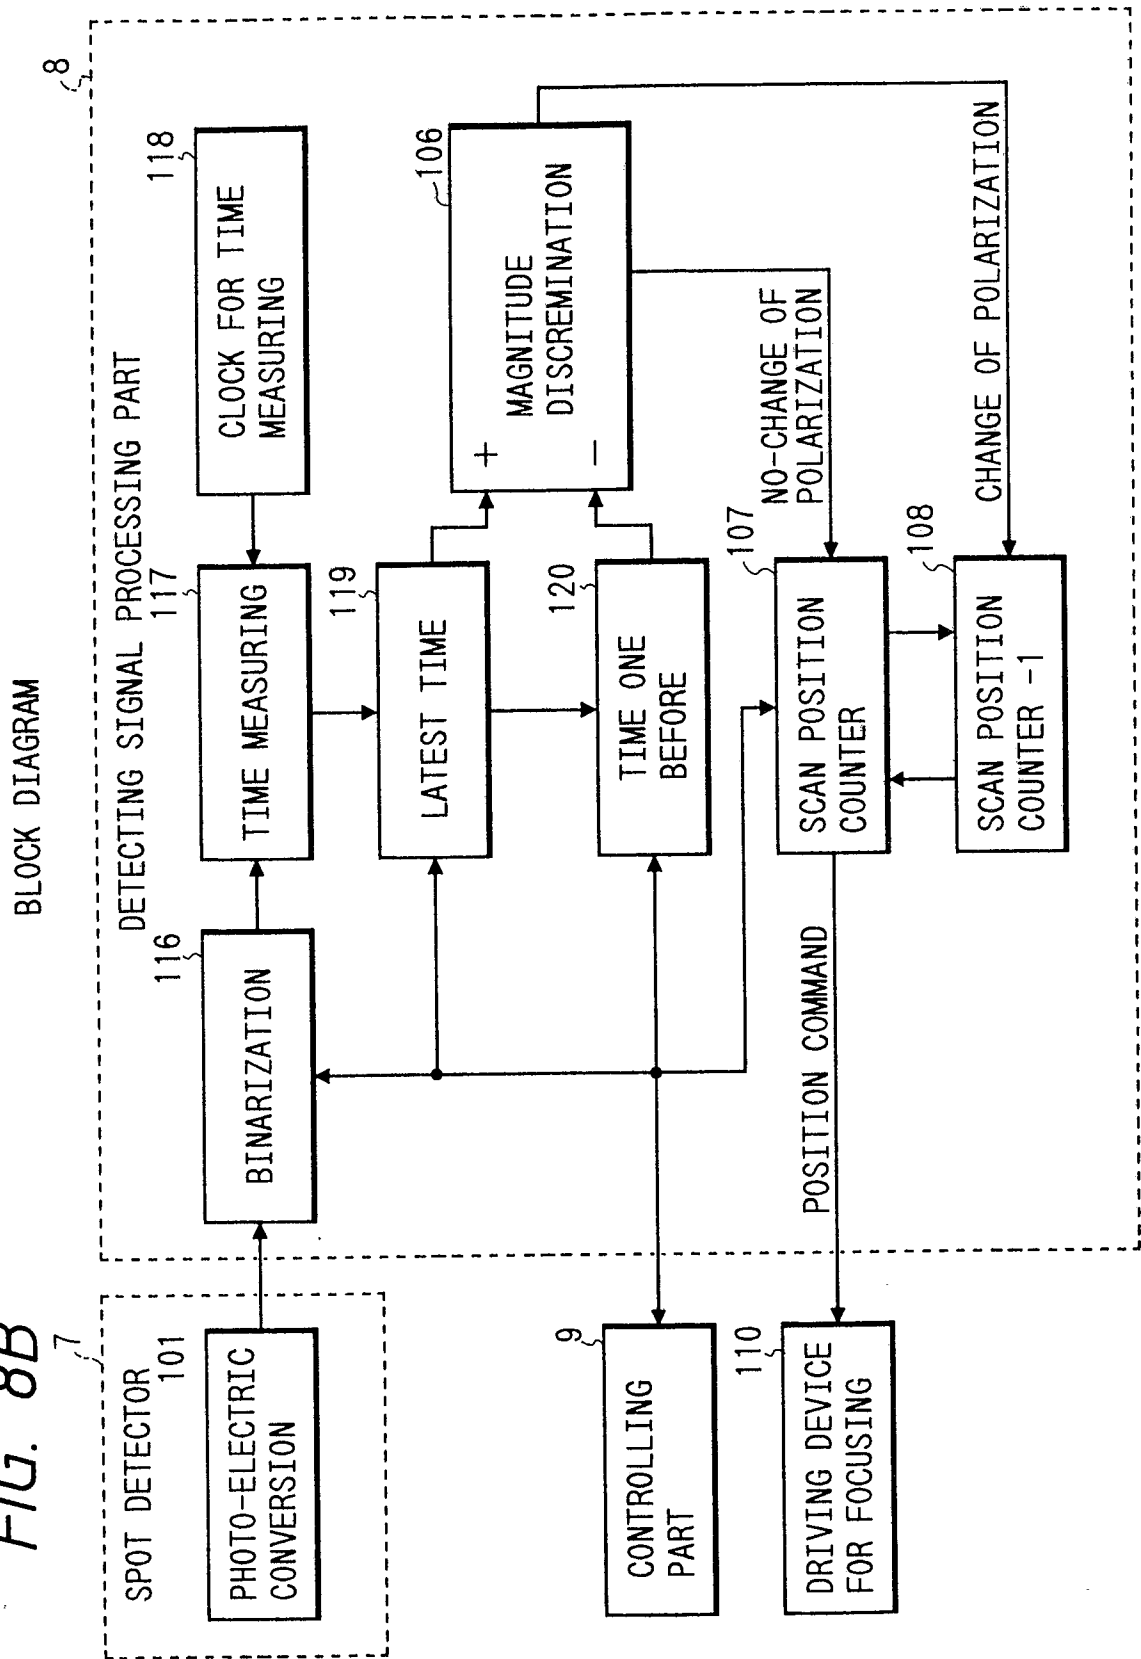 FIG. 8B
BLOCK DIAGRAM
7
SPOT DETECTOR
101
PHOTO-ELECTRIC
CONVERSION
8
DETECTING SIGNAL PROCESSING PART
116
BINARIZATION
117
TIME MEASURING
118
CLOCK FOR TIME
MEASURING
119
LATEST TIME
106
+
-
MAGNITUDE
DISCREMINATION
120
TIME ONE
BEFORE
9
CONTROLLING
PART
NO-CHANGE OF
POLARIZATION
107
SCAN POSITION
COUNTER
POSITION COMMAND
110
DRIVING DEVICE
FOR FOCUSING
108
SCAN POSITION
COUNTER -1
CHANGE OF POLARIZATION